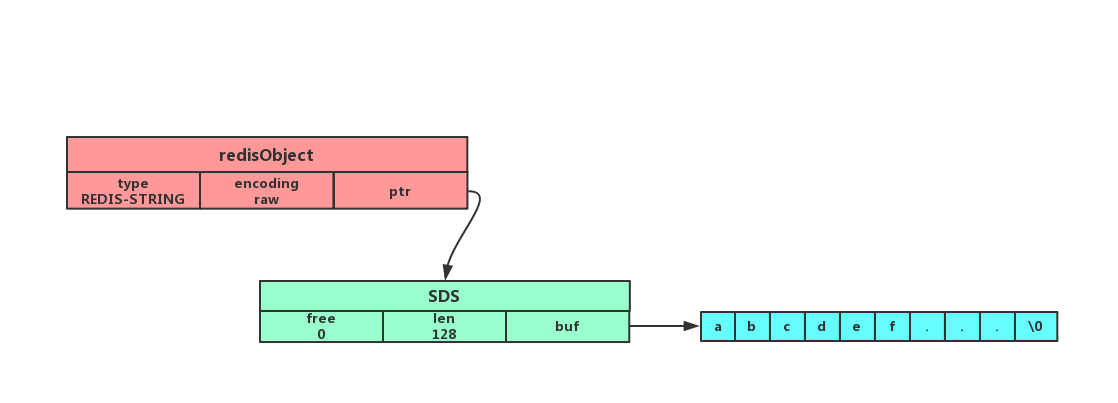 redisObject
type
REDIS-STRING
encoding
raw
ptr
SDS
free
0
len
128
buf
a b c d e f . . . \0